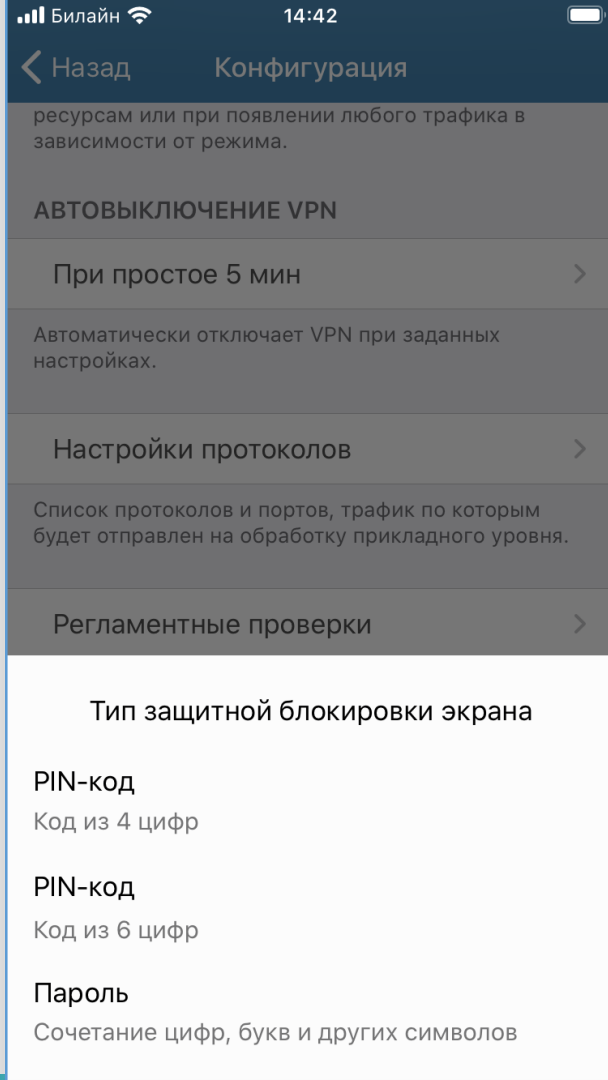 Билайн 14:42
Назад Конфигурация
ресурсам или при появлении любого трафика в
зависимости от режима.
АВТОВЫКЛЮЧЕНИЕ VPN
При простое 5 мин
Автоматически отключает VPN при заданных
настройках.
Настройки протоколов
Список протоколов и портов, трафик по которым
будет отправлен на обработку прикладного уровня.
Регламентные проверки
Тип защитной блокировки экрана
PIN-код
Код из 4 цифр
PIN-код
Код из 6 цифр
Пароль
Сочетание цифр, букв и других символов